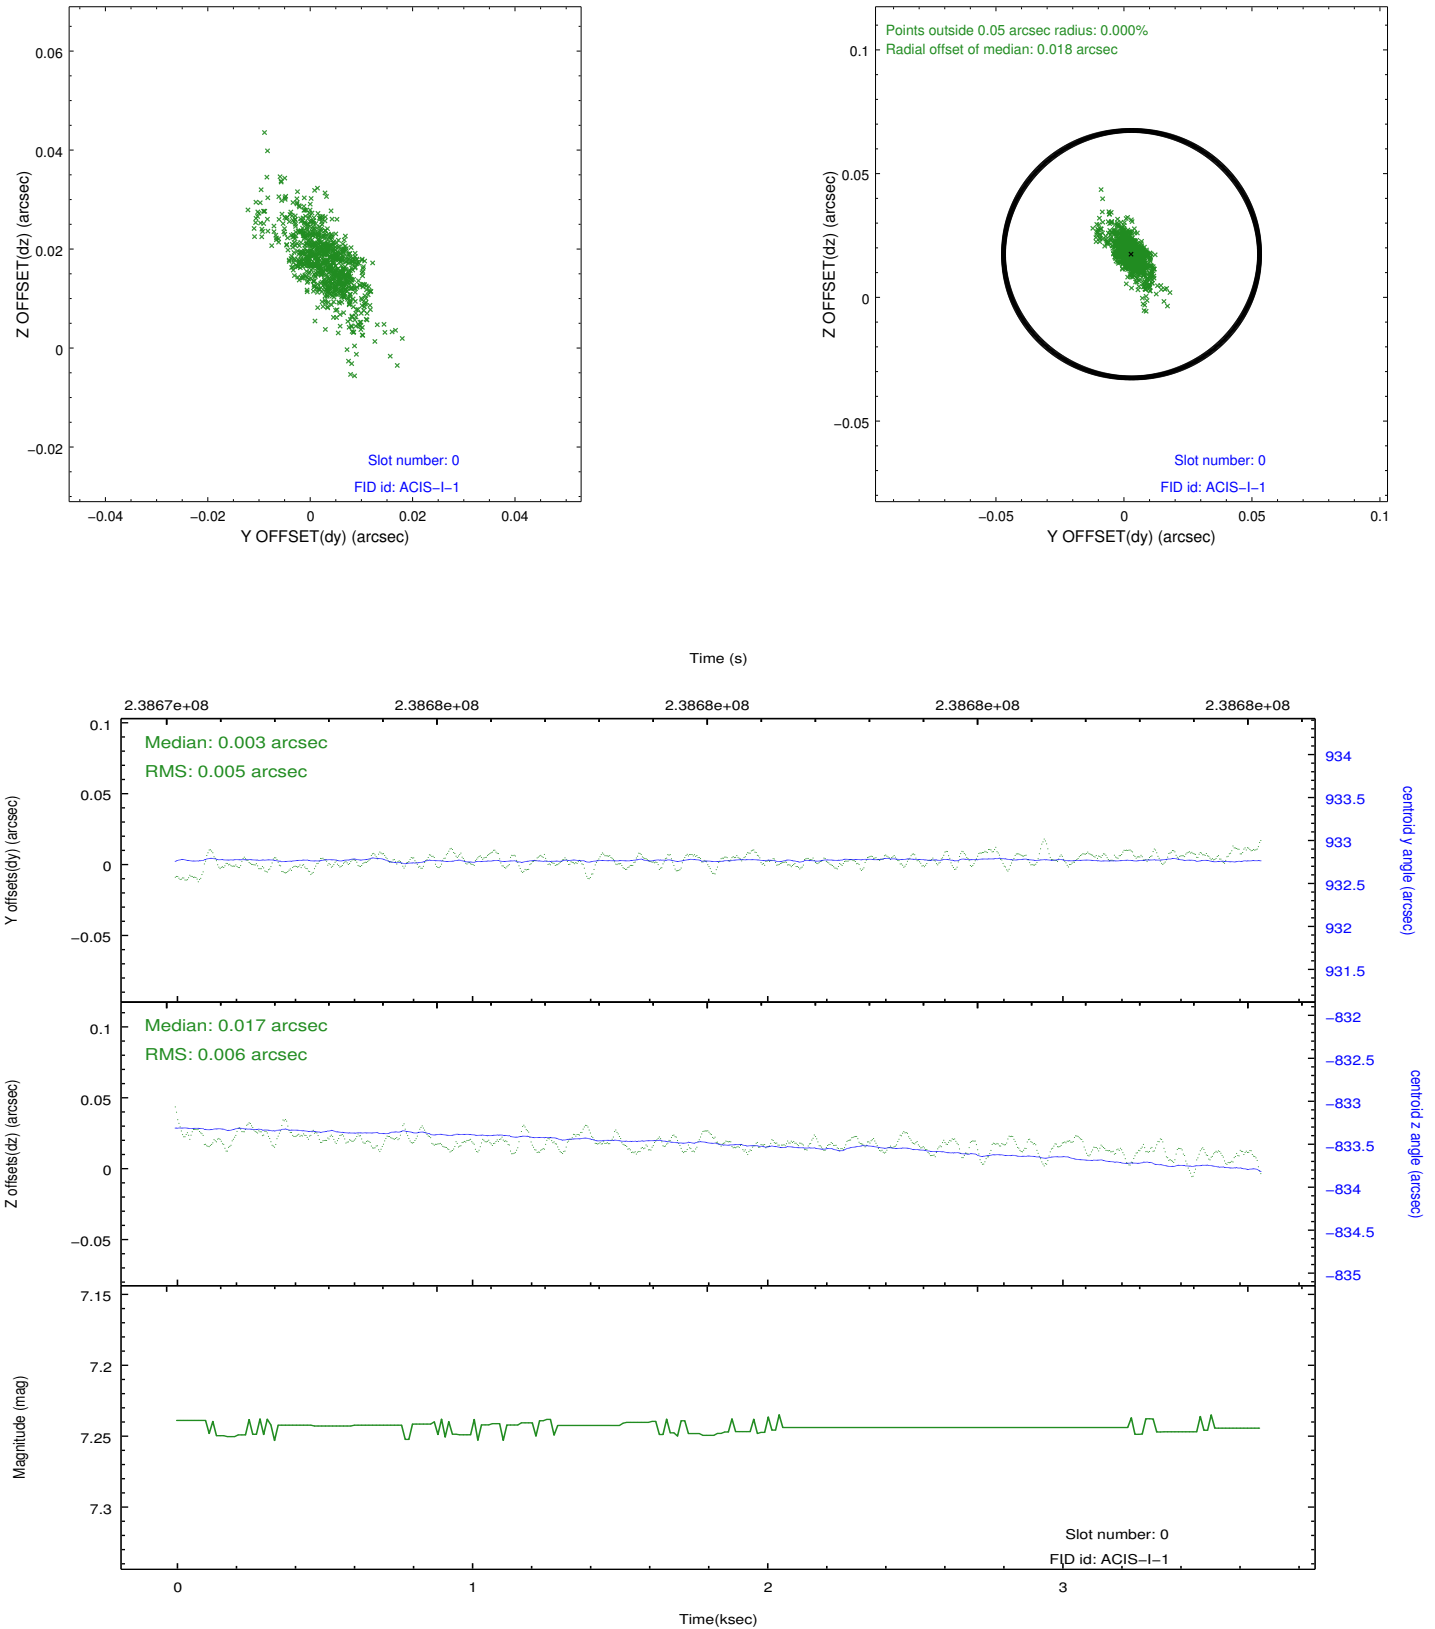 0.06
0.04
0.02
0
−0.02
Z OFFSET(dz) (arcsec)
−0.04
−0.02
0
0.02
0.04
Y OFFSET(dy) (arcsec)
Slot number: 0
FID id: ACIS−I−1
Points outside 0.05 arcsec radius: 0.000%
Radial offset of median: 0.018 arcsec
0.1
0.05
0
−0.05
Z OFFSET(dz) (arcsec)
−0.05
0
0.05
0.1
Y OFFSET(dy) (arcsec)
Slot number: 0
FID id: ACIS−I−1
Time (s)
2.3867e+08
2.3868e+08
2.3868e+08
2.3868e+08
2.3868e+08
Median: 0.003 arcsec
RMS: 0.005 arcsec
0.1
0.05
0
−0.05
Y offsets(dy) (arcsec)
934
933.5
933
932.5
932
931.5
centroid y angle (arcsec)
Median: 0.017 arcsec
RMS: 0.006 arcsec
0.1
0.05
0
−0.05
Z offsets(dz) (arcsec)
−832
−832.5
−833
−833.5
−834
−834.5
−835
centroid z angle (arcsec)
7.15
7.2
7.25
7.3
Magnitude (mag)
Slot number: 0
FID id: ACIS−I−1
0
1
2
3
Time(ksec)